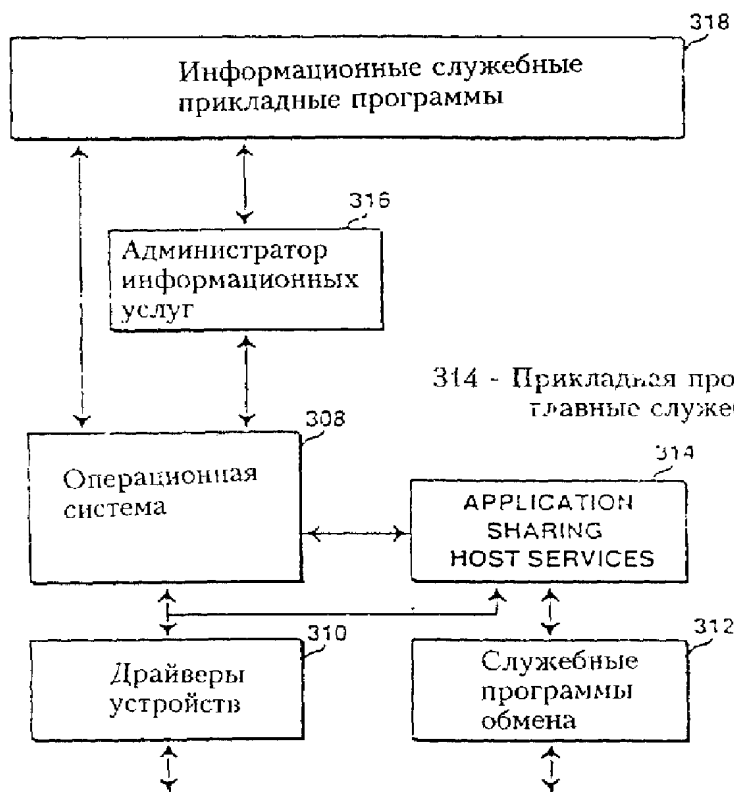 318
Информационные служебные
прикладные программы
316
Администратор
информационных
услуг
314 - Прикладная
главные
308
Операционная
система
314
APPLICATION
SHARING
HOST SERVICES
310
Драйверы
устройств
312
Служебные
программы
обмена